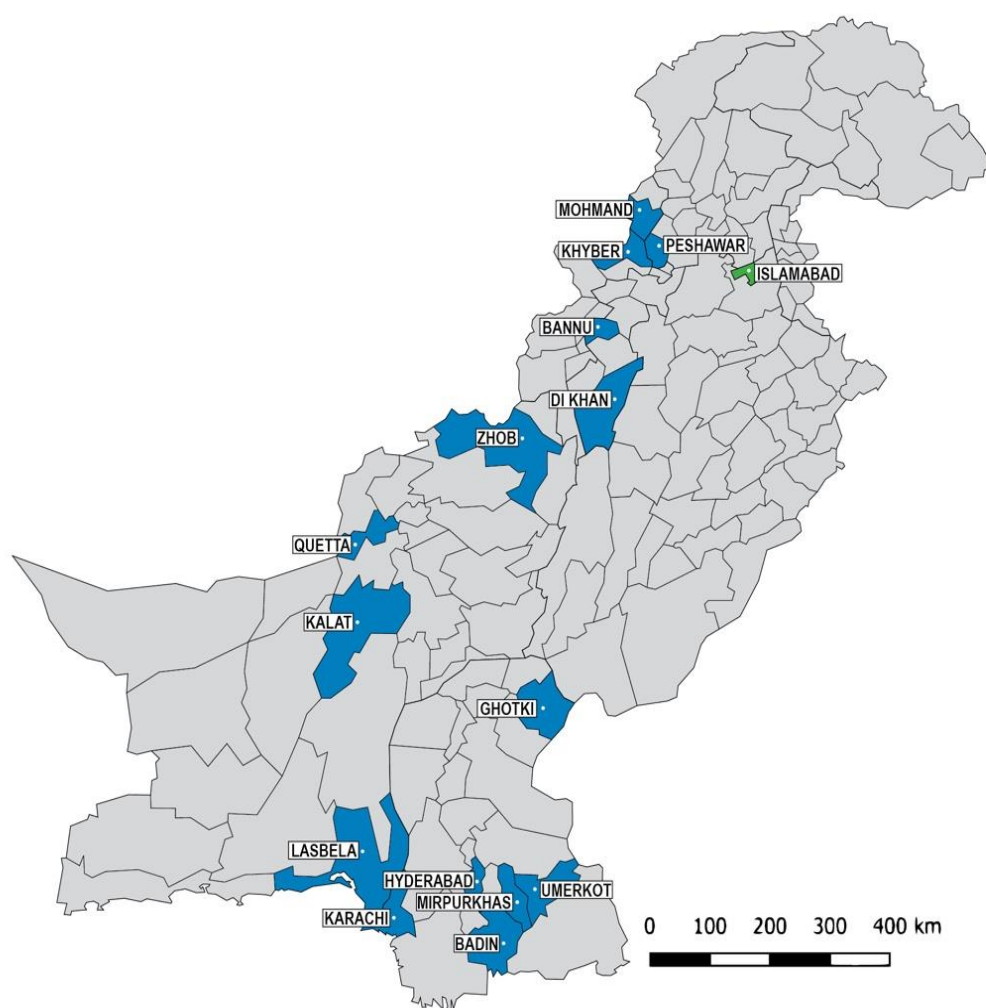 MOHMAND
PESHAWAR
KHYBER
ISLAMABAD
BANNU
DI KHAN
ZHOB
QUETTA
KALAT
GHOTKI
LASBELA
HYDERABAD
UMERKOT
MIRPURKHAS
KARACHI
BADIN
0 100 200 300 400 km